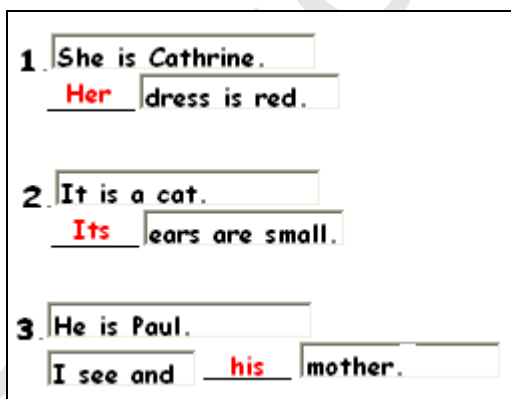 1. She is Cathrine.
Her dress is red.
2. It is a cat.
Its ears are small.
3. He is Paul.
I see and his mother.